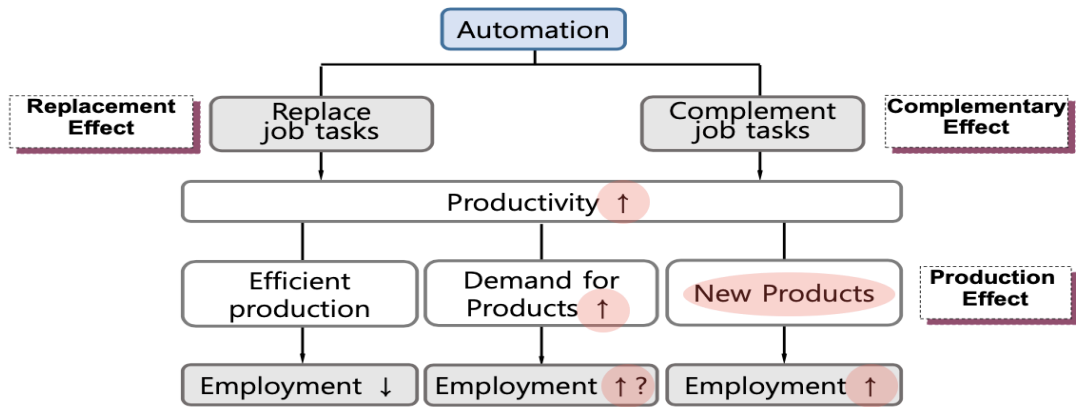 Automation
Replacement
Effect
Replace
job tasks
Complement
job tasks
Complementary
Effect
Productivity ↑
Efficient
production
Demand for
Products ↑
New Products
Production
Effect
Employment ↓
Employment ↑ ?
Employment ↑